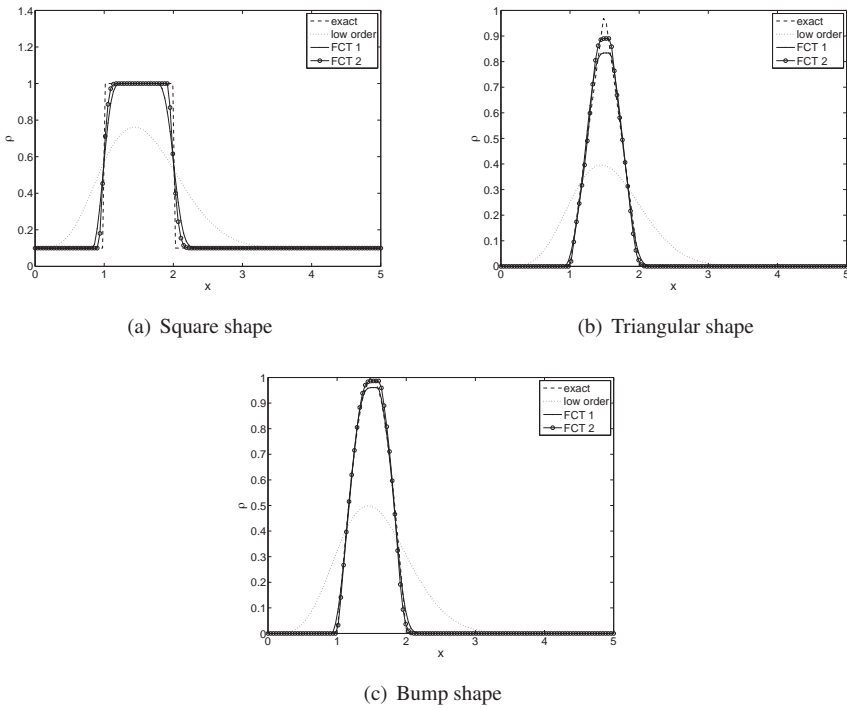 1.4
1.2
1
0.8
0.6
0.4
0.2
0
ρ
0 1 2 3 4 5
x
exact
low order
FCT 1
FCT 2
(a) Square shape
1
0.9
0.8
0.7
0.6
0.5
0.4
0.3
0.2
0.1
0
ρ
0 1 2 3 4 5
x
exact
low order
FCT 1
FCT 2
(b) Triangular shape
1
0.9
0.8
0.7
0.6
0.5
0.4
0.3
0.2
0.1
0
ρ
0 1 2 3 4 5
x
exact
low order
FCT 1
FCT 2
(c) Bump shape